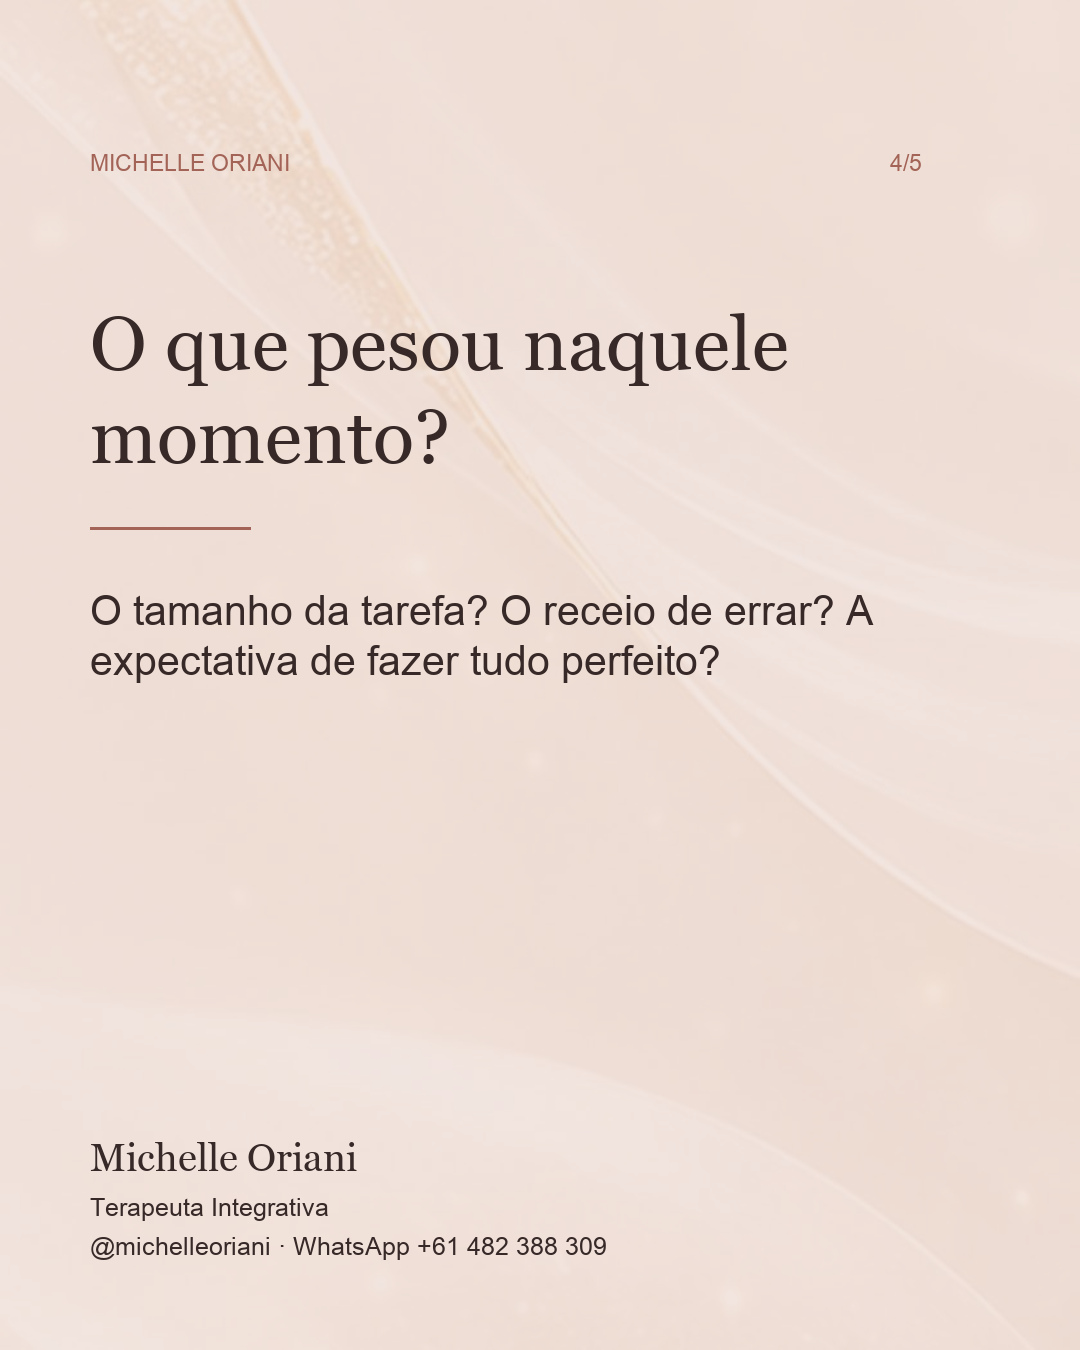 MICHELLE ORIANI
4/5
O que pesou naquele
momento?
O tamanho da tarefa? O receio de errar? A
expectativa de fazer tudo perfeito?
Michelle Oriani
Terapeuta Integrativa
@michelleoriani · WhatsApp +61 482 388 309